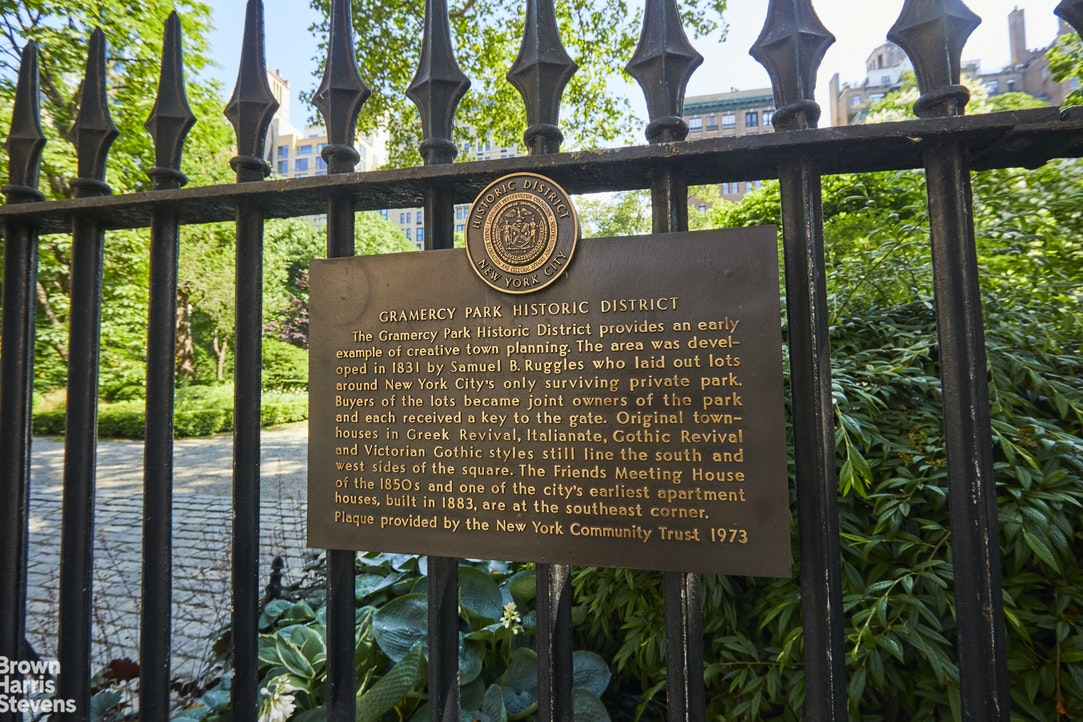 HISTORIC DISTRICT
NEW YORK CITY
GRAMERCY PARK HISTORIC DISTRICT
The Gramercy Park Historic District provides an early
example of creative town planning. The area was devel-
oped in 1831 by Samuel B. Ruggles who laid out lots
around New York City's only surviving private park.
Buyers of the lots became joint owners of the park
and each received a key to the gate. Original town-
houses in Greek Revival, Italianate, Gothic Revival
and Victorian Gothic styles still line the south and
west sides of the square. The Friends Meeting House
of the 1850s and one of the city's earliest apartment
houses, built in 1883, are at the southeast corner.
Plaque provided by the New York Community Trust 1973
Brown
Harris
Stevens